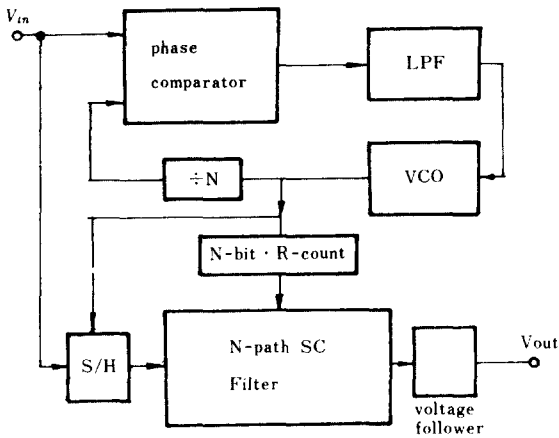 Vin
phase
comparator
LPF
÷N
VCO
N-bit · R-count
S/H
N-path SC
Filter
Vout
voltage
follower